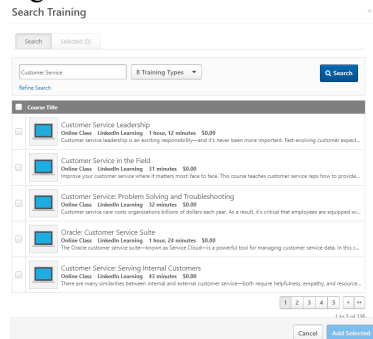 Search Training
×
Search Selected (0)
Customer Service 8 Training Types Search
Refine Search
Course Title
Customer Service Leadership
Online Class LinkedIn Learning 1 hour, 12 minutes $0.00
Customer service leadership is an exciting responsibility—and it's never been more important. Fast-evolving customer expect...
Customer Service in the Field
Online Class LinkedIn Learning 31 minutes $0.00
Improve your customer service where it matters most: face to face. This course teaches customer service reps how to provide...
Customer Service: Problem Solving and Troubleshooting
Online Class LinkedIn Learning 32 minutes $0.00
Customer service care costs organizations billions of dollars each year. As a result, it's critical that employees are equipped wi...
Oracle: Customer Service Suite
Online Class LinkedIn Learning 1 hour, 24 minutes $0.00
The Oracle customer service suite—known as Service Cloud—is a powerful tool for managing customer service data. In this c...
Customer Service: Serving Internal Customers
Online Class LinkedIn Learning 43 minutes $0.00
There are many similarities between internal and external customer service—both require helpfulness, empathy, and resource...
1 2 3 4 5
1 to 5 of 136
Cancel Add Selected